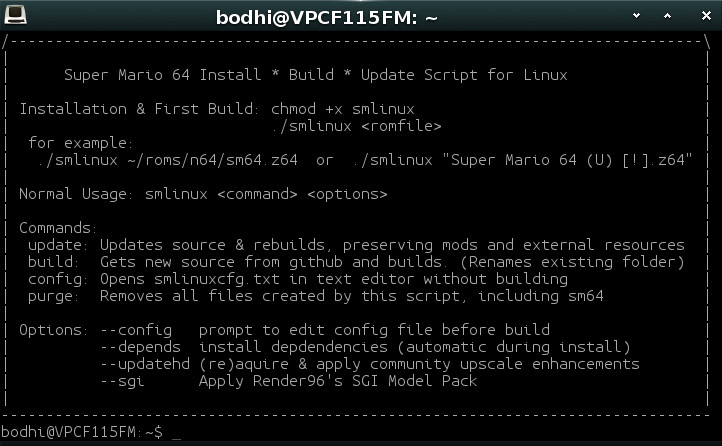 bodhi@VPCF115FM: ~
/-----------------------------------------------------------------------------\
| Super Mario 64 Install * Build * Update Script for Linux
| Installation & First Build: chmod +x smlinux
| ./smlinux <romfile>
| for example:
| ./smlinux ~/roms/n64/sm64.z64 or ./smlinux "Super Mario 64 (U) [!].z64"
| Normal Usage: smlinux <command> <options>
| Commands:
| update: Updates source & rebuilds, preserving mods and external resources
| build: Gets new source from github and builds. (Renames existing folder)
| config: Opens smlinuxcfg.txt in text editor without building
| purge: Removes all files created by this script, including sm64
| Options: --config prompt to edit config file before build
| --depends install depdendencies (automatic during install)
| --updatehd (re)aquire & apply community upscale enhancements
| --sgi Apply Render96's SGI Model Pack
-------------------------------------------------------------------------------
bodhi@VPCF115FM:~$ _